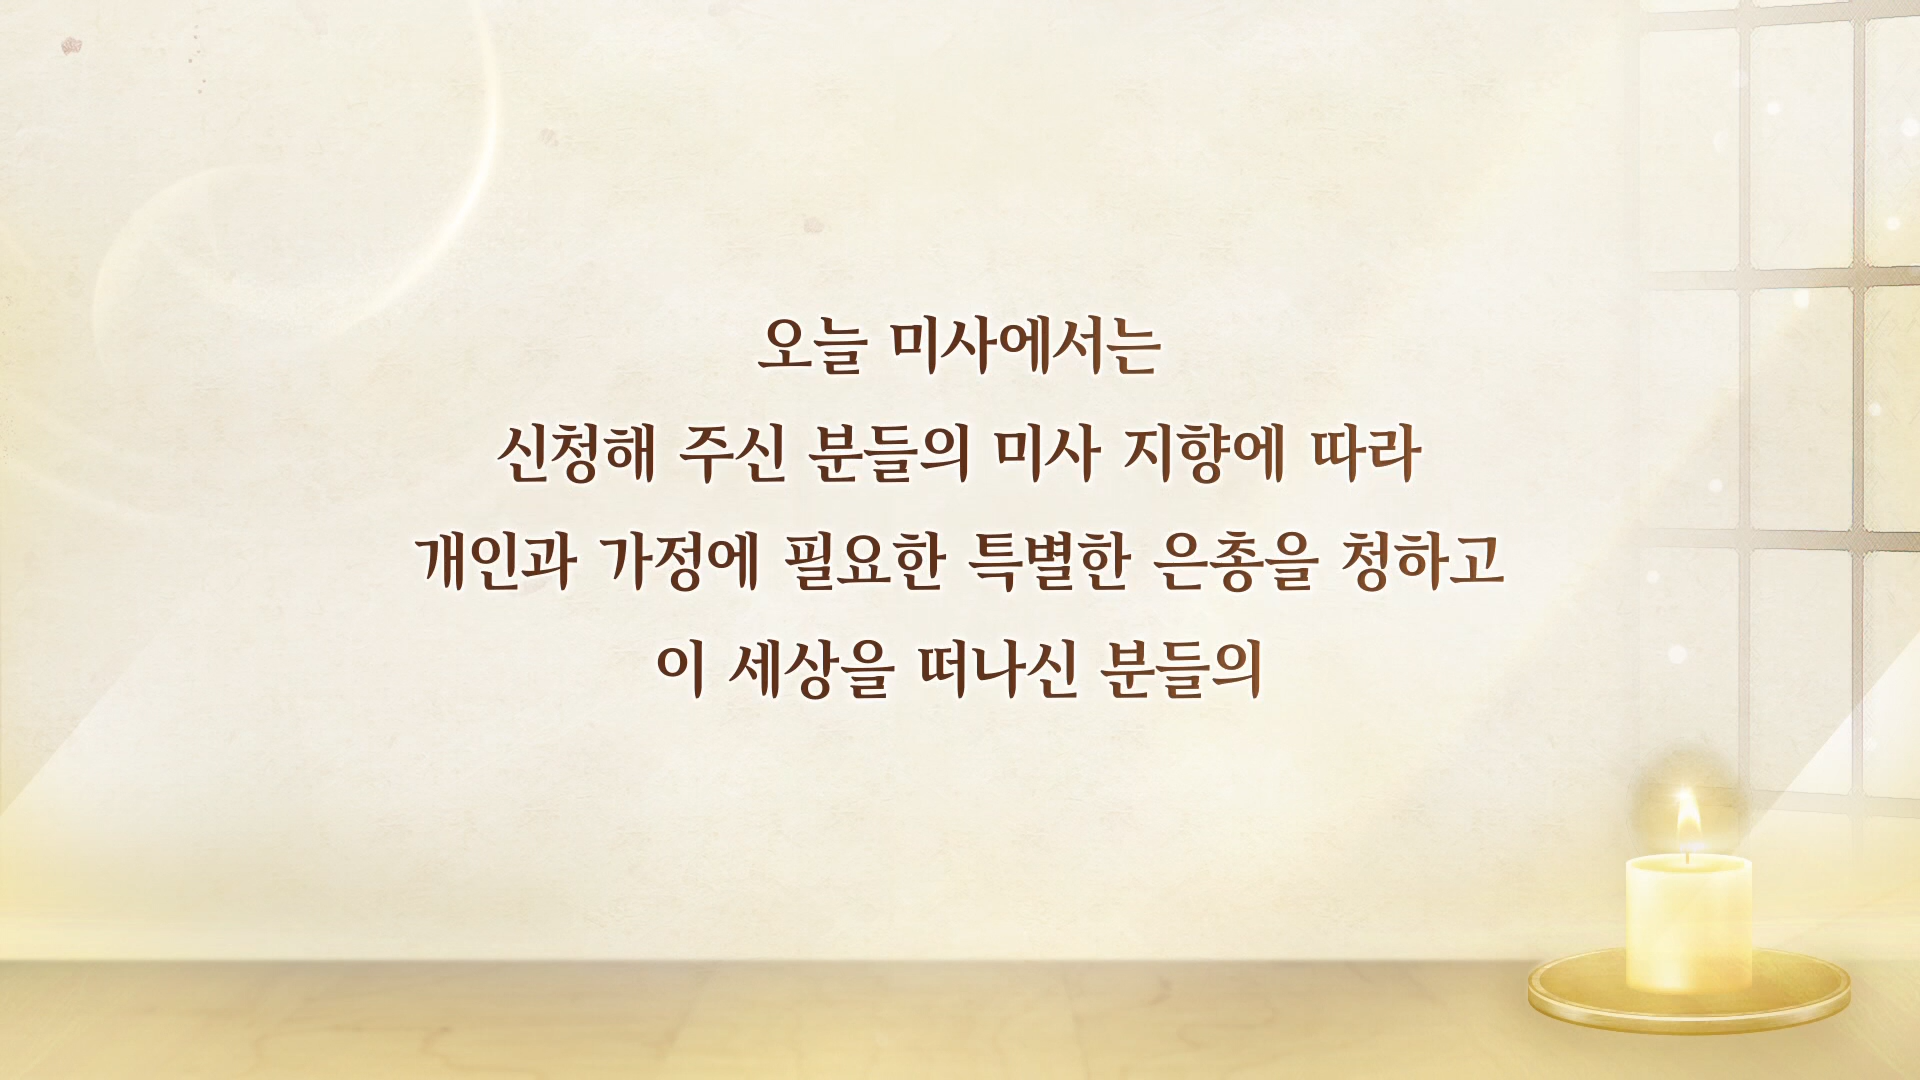 오늘 미사에서는
신청해 주신 분들의 미사 지향에 따라
개인과 가정에 필요한 특별한 은총을 청하고
이 세상을 떠나신 분들의